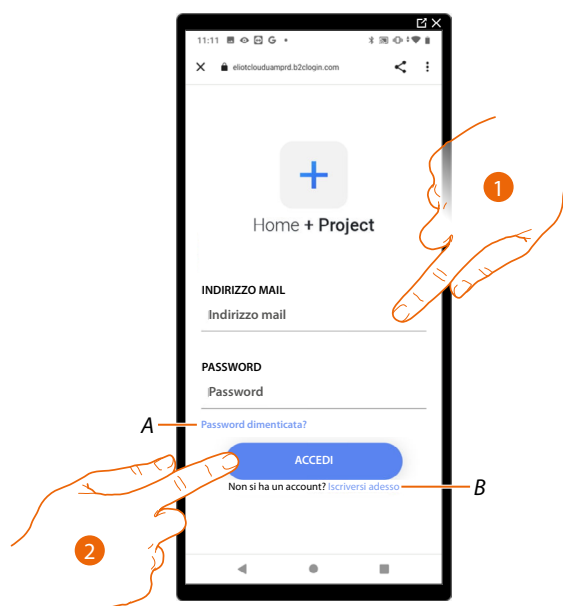 11:11 G
eliotclouduamprd.b2clogin.com
1
Home + Project
INDIRIZZO MAIL
Indirizzo mail
PASSWORD
Password
A
Password dimenticata?
ACCEDI
Non si ha un account? Iscriversi adesso
B
2